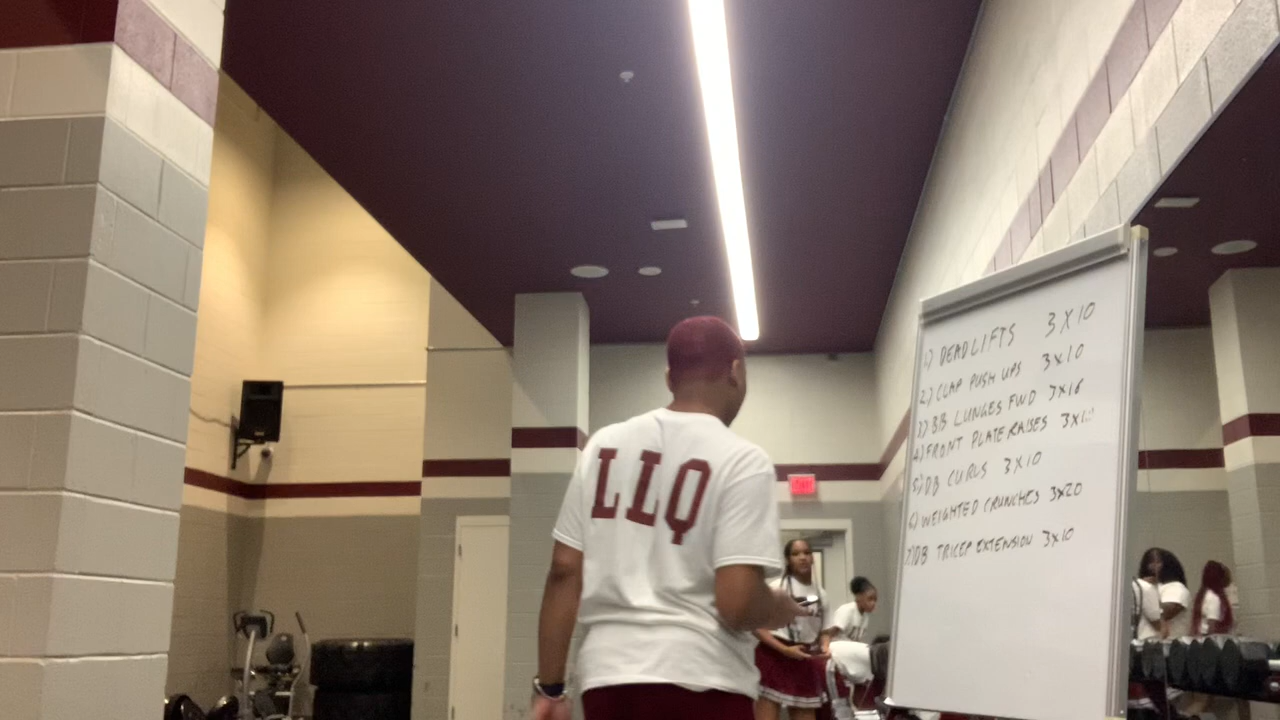 LLQ
1) DEADLIFTS 3X10
2) CLAP PUSH UPS 3X10
3) BB LUNGES FWD 3X16
4) FRONT PLATE RAISES
5) DB CURLS 3X10
6) WEIGHTED CRUNCHES 3X20
7) DB TRICEP EXTENSION 3X10